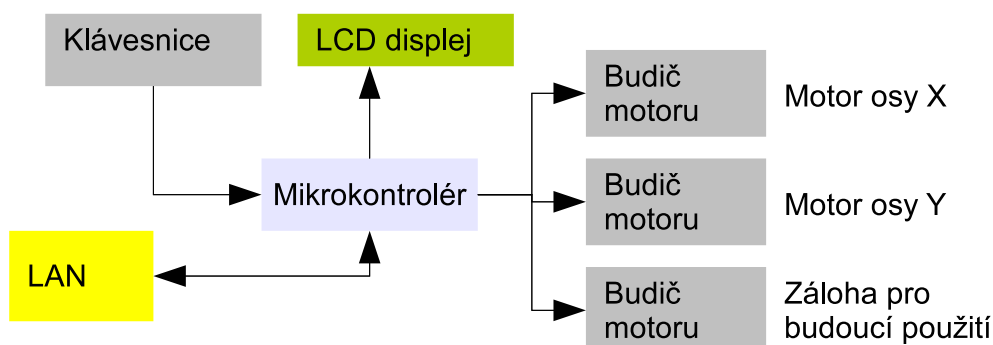 Klávesnice
LCD displej
Budič
motoru
Motor osy X
Mikrokontrolér
Budič
motoru
Motor osy Y
LAN
Budič
motoru
Záloha pro
budoucí použití